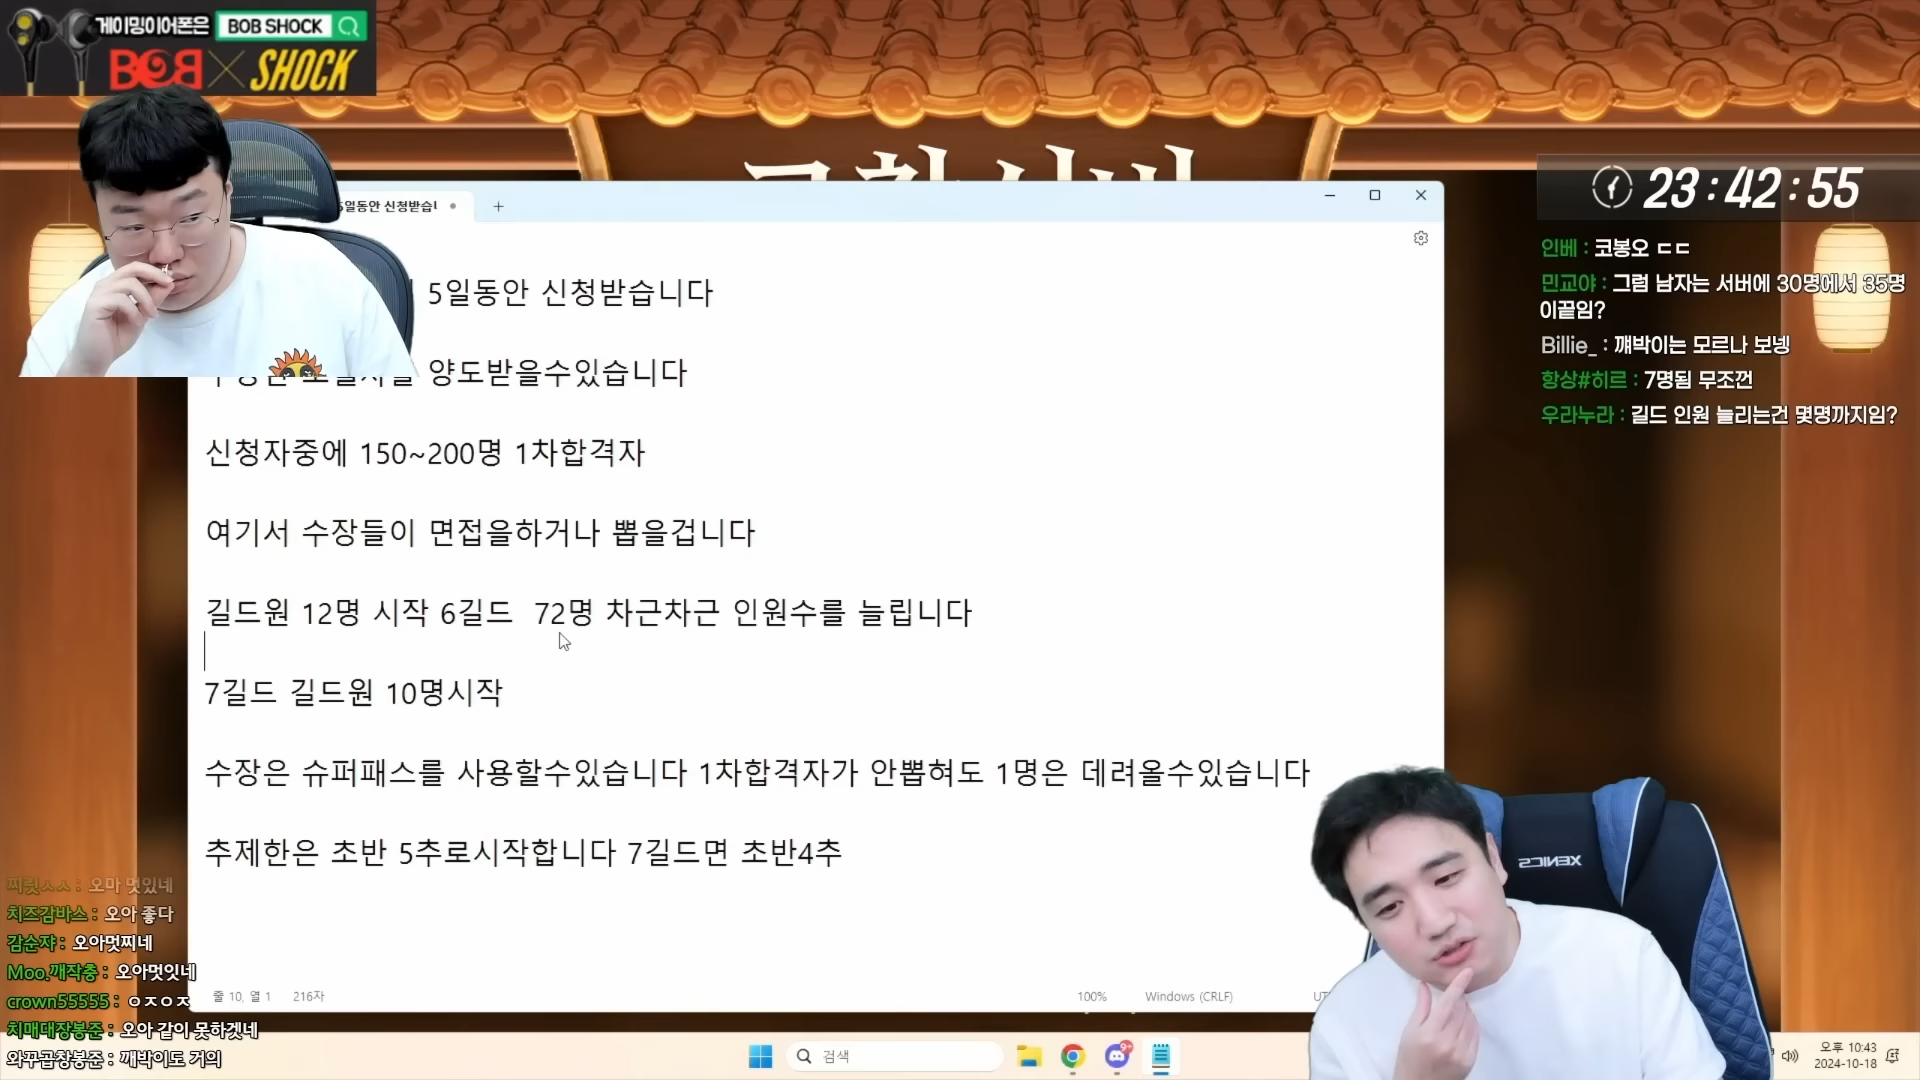 게이밍이어폰은 BOB SHOCK
BOB X SHOCK
5일동안 신청받습니
5일동안 신청받습니다
양도받을수있습니다
신청자중에 150~200명 1차합격자
여기서 수장들이 면접을하거나 뽑을겁니다
길드원 12명 시작 6길드  72명 차근차근 인원수를 늘립니다
7길드 길드원 10명시작
수장은 슈퍼패스를 사용할수있습니다 1차합격자가 안뽑혀도 1명은 데려올수있습니다
추제한은 초반 5추로시작합니다 7길드면 초반4추
줄 10, 열 1
216자
100%
Windows (CRLF)
23:42:55
인베 : 코봉오 ㄷㄷ
민교야 : 그럼 남자는 서버에 30명에서 35명
이끝임?
Billie_ : 깨박이는 모르나 보넹
항상#히르 : 7명됨 무조껀
우라누라 : 길드 인원 늘리는건 몇명까지임?
찌릿ㅅㅅ : 오마 멋있네
치즈감바스 : 오아 좋다
감순쟈 : 오아멋찌네
Moo.깨작충 : 오아멋잇네
crown55555 : ㅇㅈㅇㅈ
치매대장봉준 : 오아 같이 못하겟네
와꾸곱창봉준 : 깨박이도 거의
XENICS
검색
9+
오후 10:43
2024-10-18